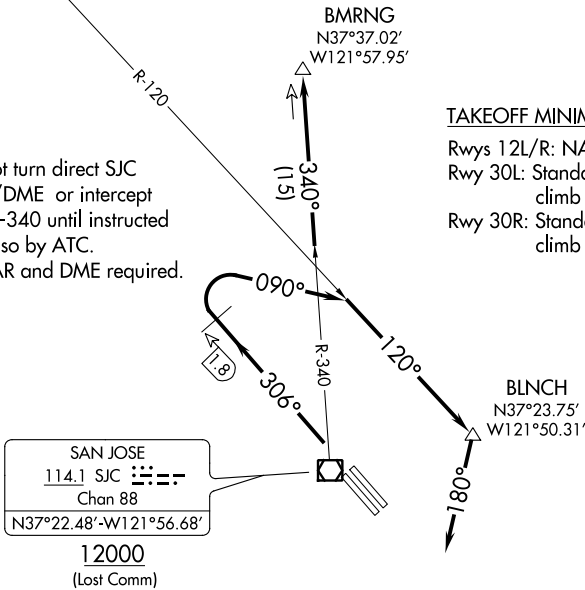 BMRNG
N37°37.02'
W121°57.95'
R-120
TAKEOFF MINIM
Rwys 12L/R: NA
Rwy 30L: Standa
climb
Rwy 30R: Standa
climb
ot turn direct SJC
/DME or intercept
-340 until instructed
so by ATC.
AR and DME required.
340°
(15)
090°
R-340
120°
1.8
306°
BLNCH
N37°23.75'
W121°50.31'
180°
SAN JOSE
114.1 SJC
Chan 88
N37°22.48'-W121°56.68'
12000
(Lost Comm)